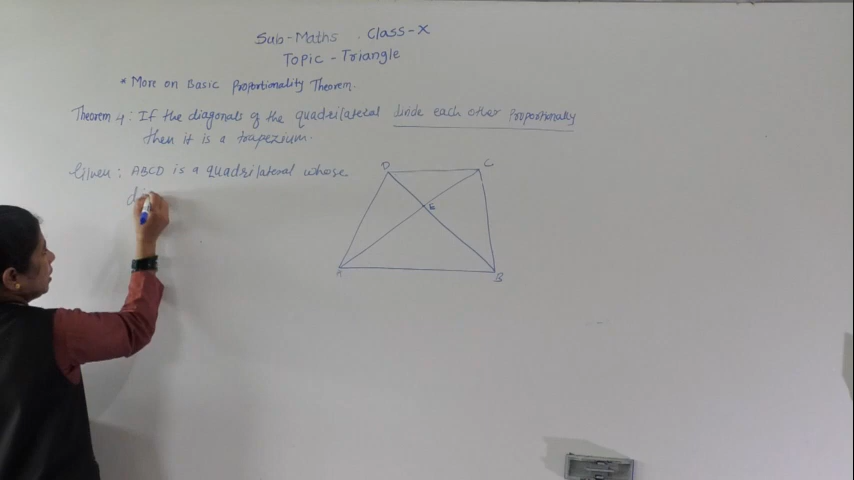 Sub-Maths . Class-X
Topic - Triangle
* More on Basic Proportionality Theorem.
Theorem 4: If the diagonals of the quadrilateral divide each other proportionally
then it is a trapezium.
Given: ABCD is a quadrilateral whose
di
D C
E
A B